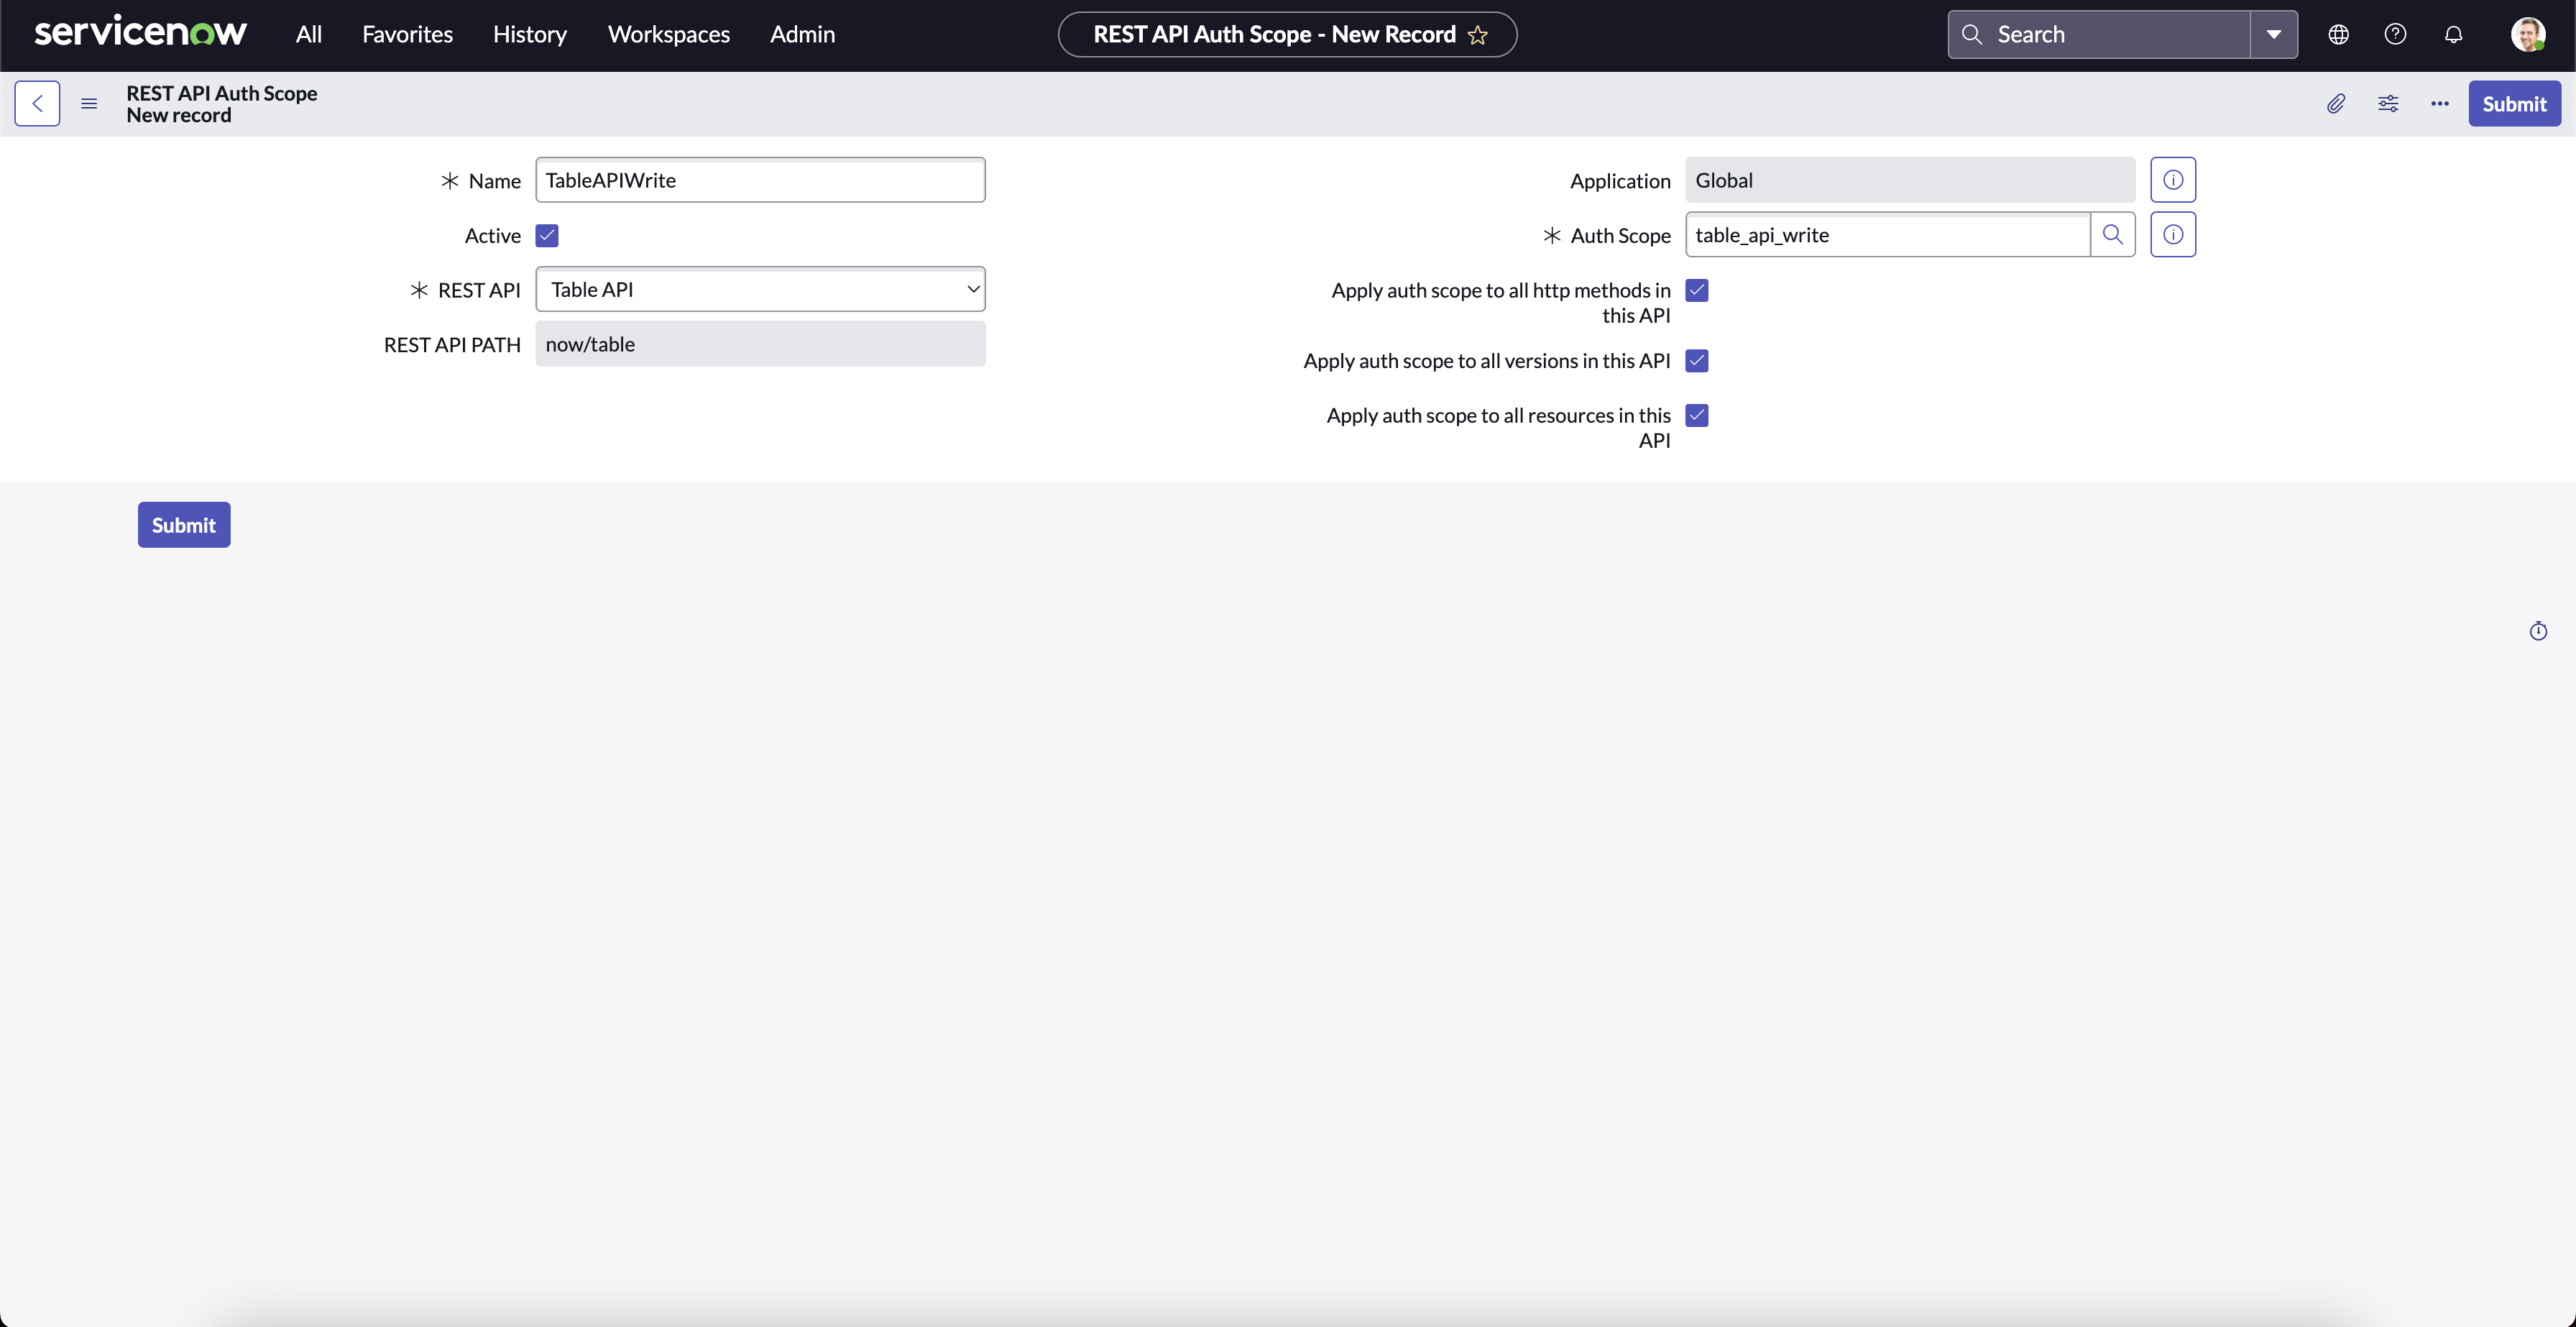 servicenow
All Favorites History Workspaces Admin
REST API Auth Scope - New Record
Search
REST API Auth Scope
New record
Submit
Name TableAPIWrite
Active
REST API Table API
REST API PATH now/table
Application Global
Auth Scope table_api_write
Apply auth scope to all http methods in
this API
Apply auth scope to all versions in this API
Apply auth scope to all resources in this
API
Submit